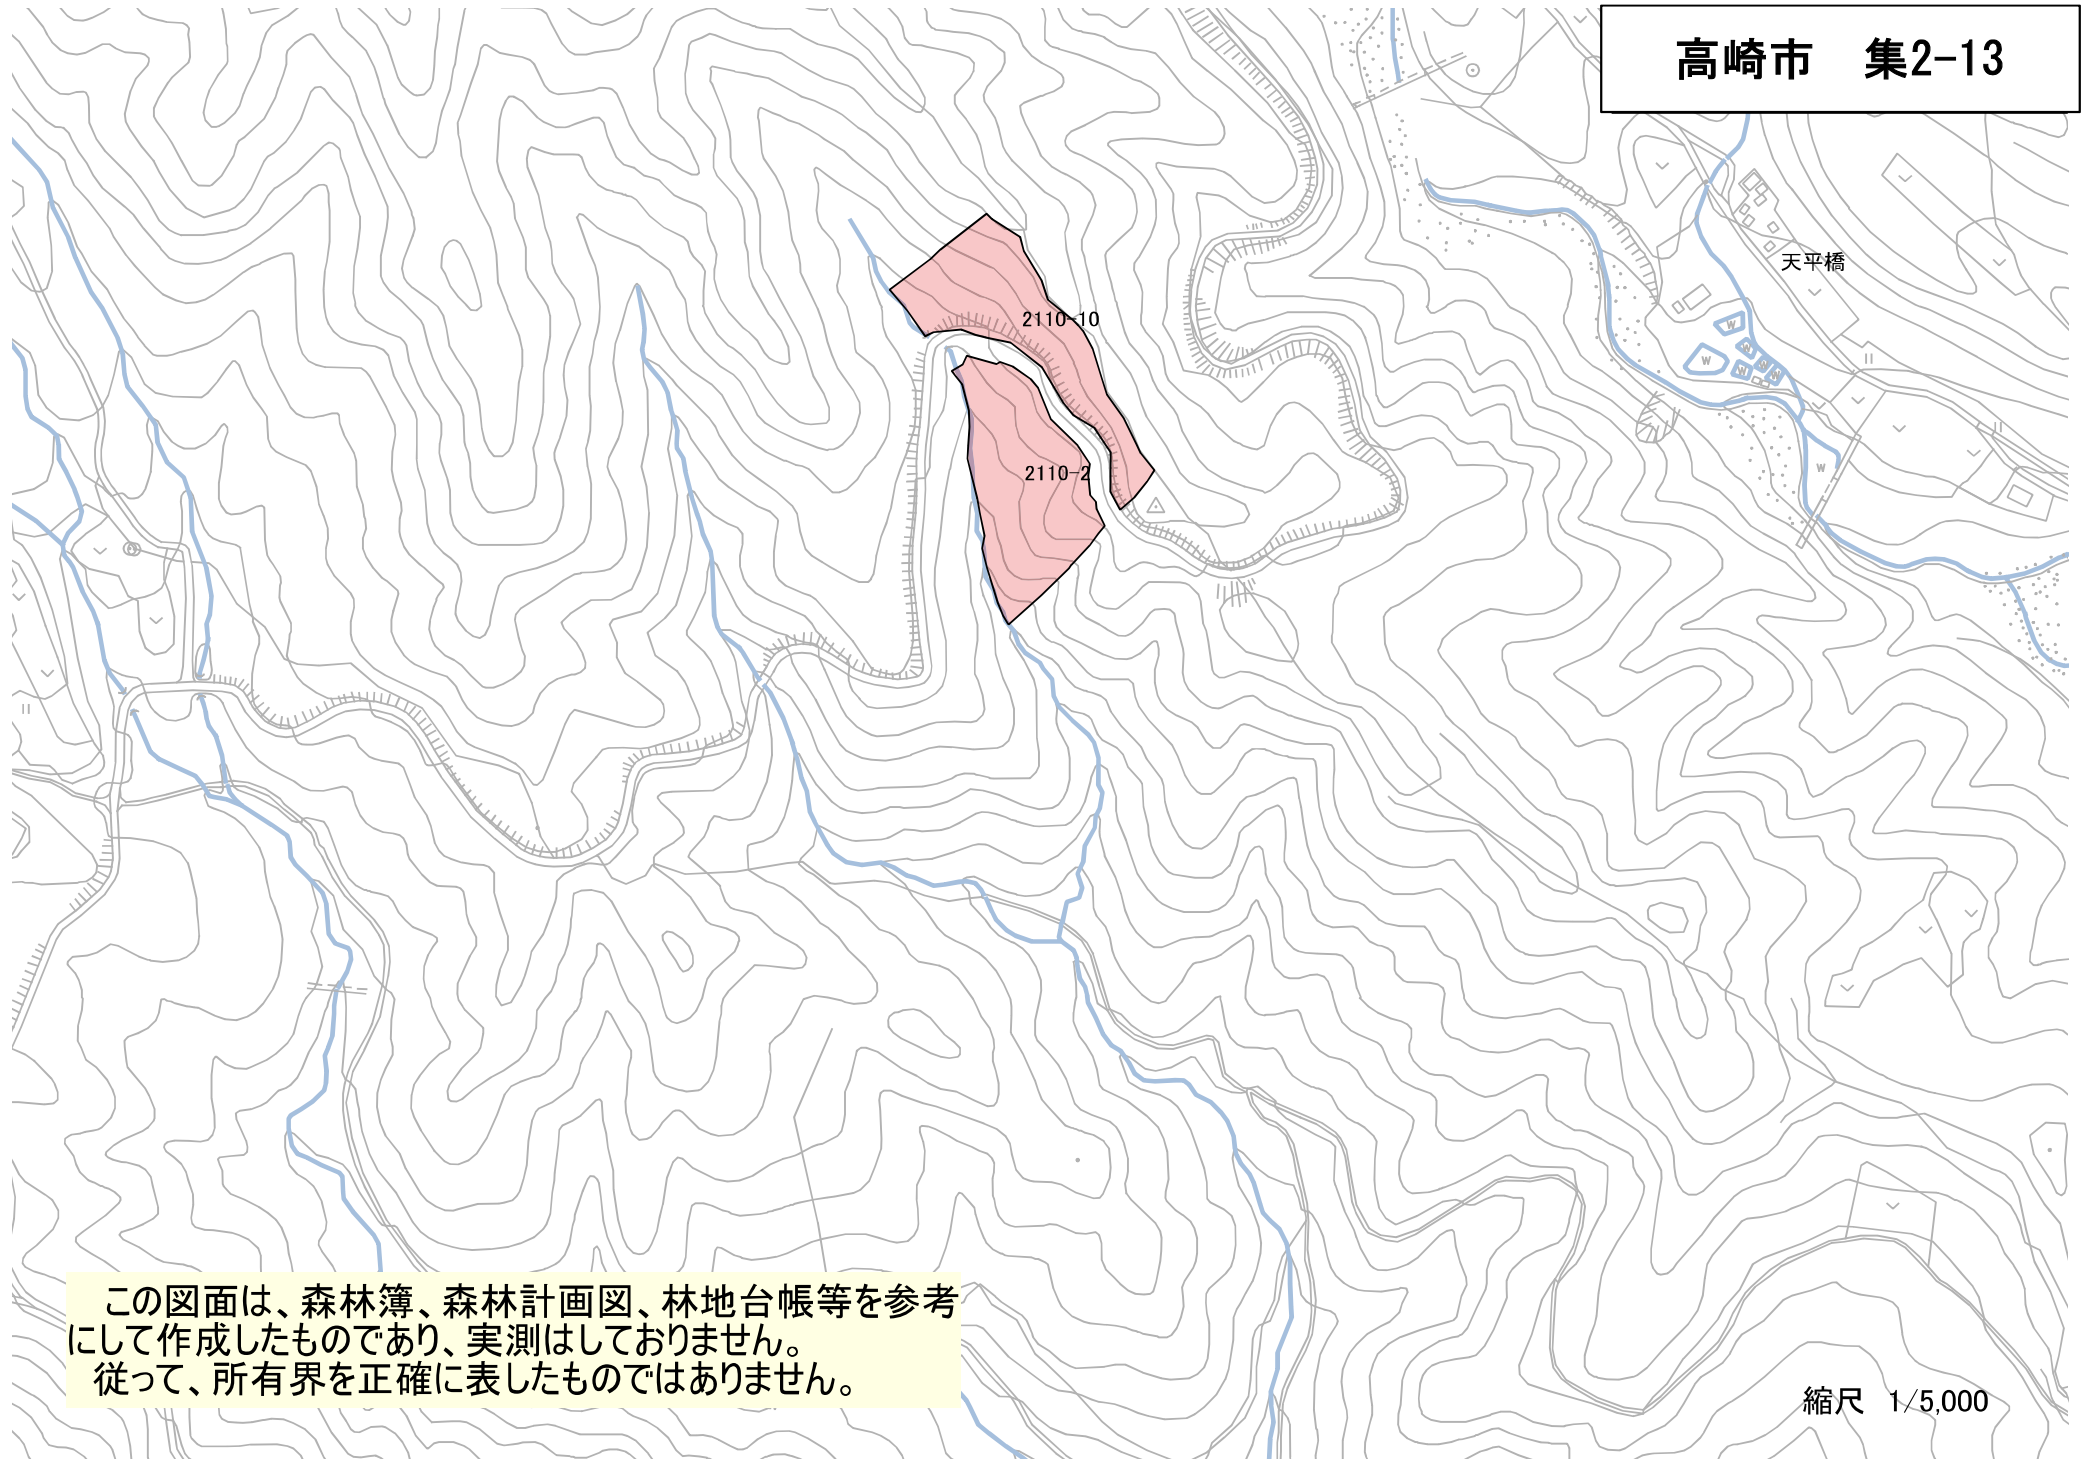 高崎市　集2-13
天平橋
2110-10
2110-2
W
W
W
W
W
W
W
この図面は、森林簿、森林計画図、林地台帳等を参考
にして作成したものであり、実測はしておりません。
従って、所有界を正確に表したものではありません。
縮尺　1/5,000